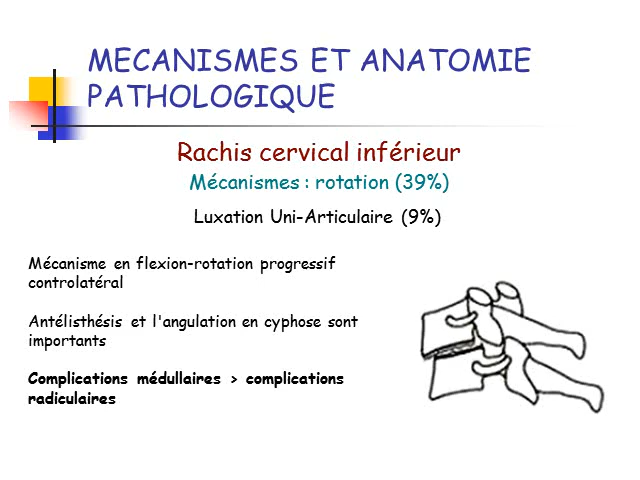 MECANISMES ET ANATOMIE
PATHOLOGIQUE
Rachis cervical inférieur
Mécanismes : rotation (39%)
Luxation Uni-Articulaire (9%)
Mécanisme en flexion-rotation progressif
controlatéral
Antélisthésis et l'angulation en cyphose sont
importants
Complications médullaires > complications
radiculaires